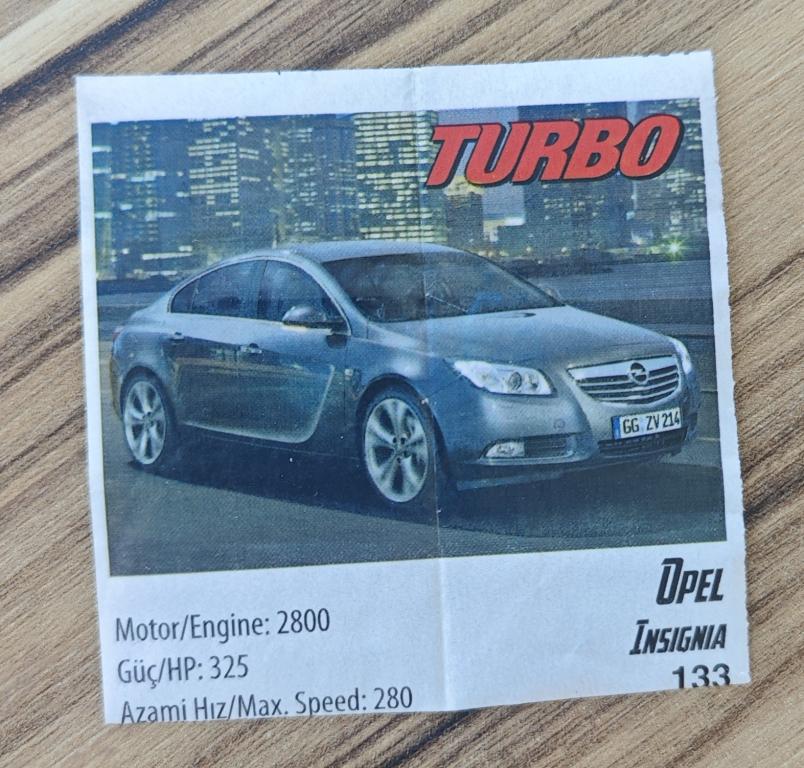 TURBO
GG ZV 214
OPEL
INSIGNIA
133
Motor/Engine: 2800
Güç/HP: 325
Azami Hız/Max. Speed: 280